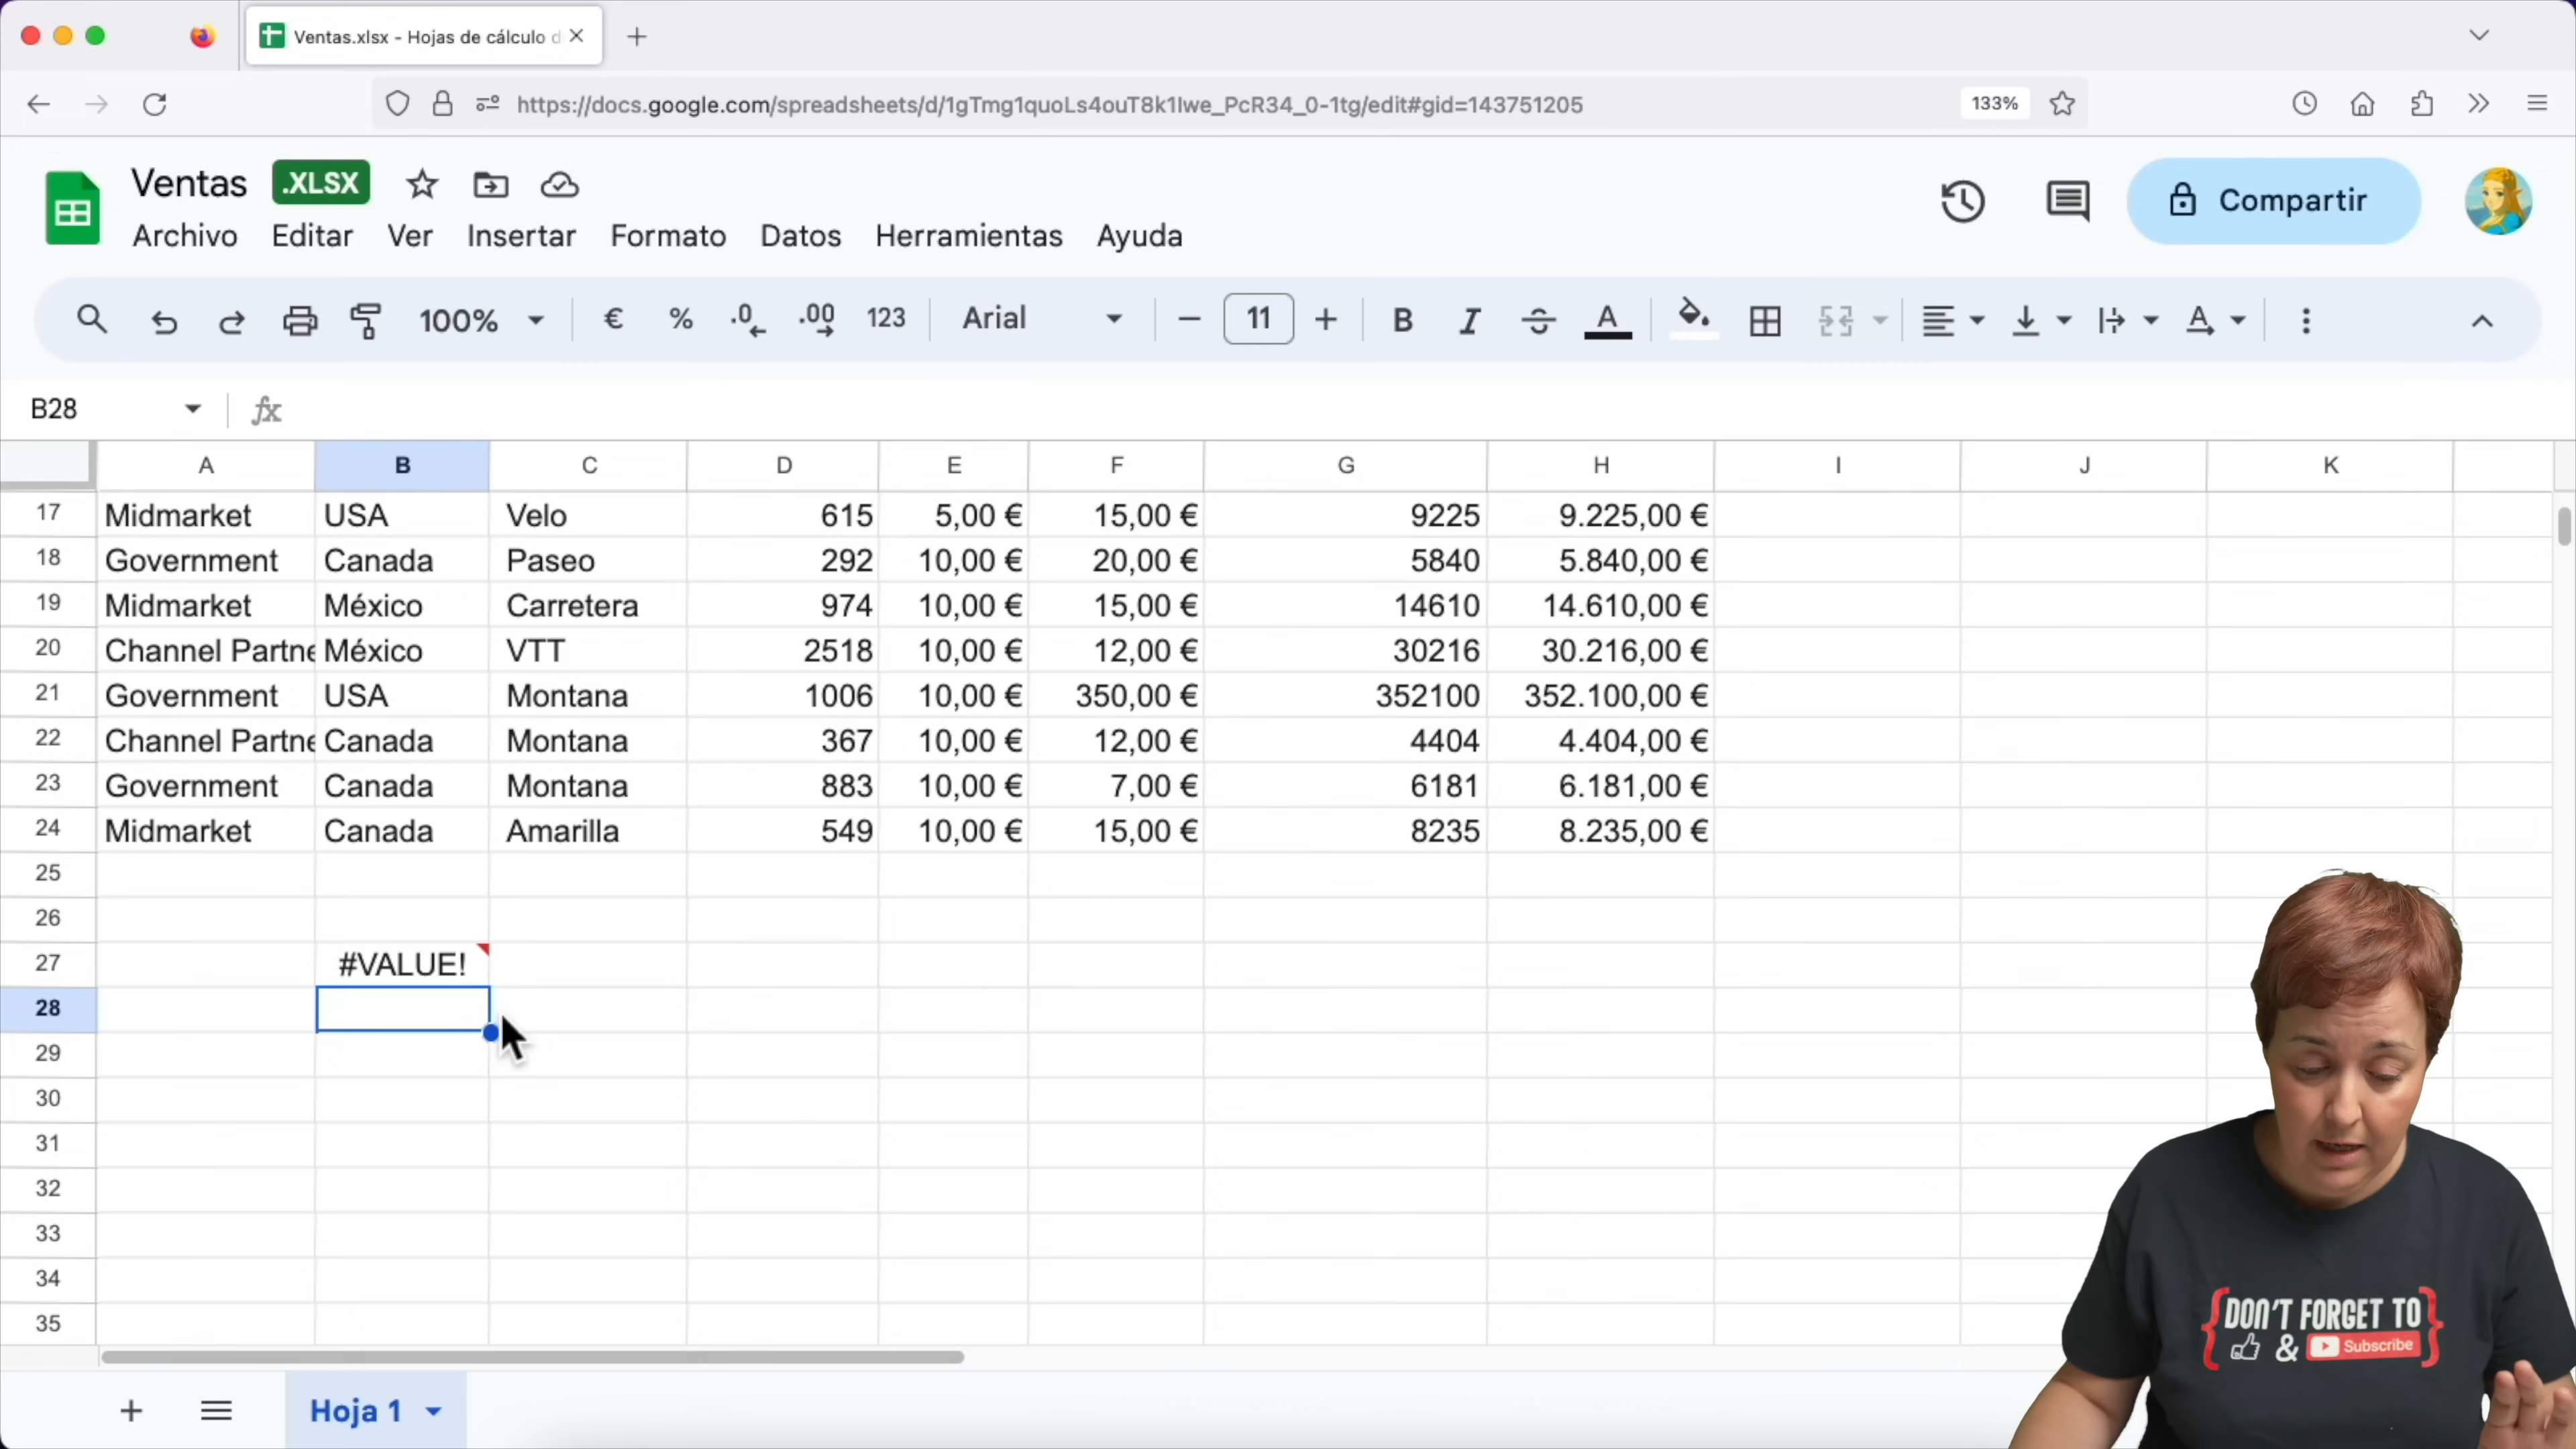 Ventas.xlsx - Hojas de cálculo d
https://docs.google.com/spreadsheets/d/1gTmg1quoLs4ouT8k1Iwe_PcR34_0-1tg/edit#gid=143751205
133%
Ventas .XLSX
Compartir
Archivo Editar Ver Insertar Formato Datos Herramientas Ayuda
100% € % .0 .00 123 Arial 11 B I A A
B28 fx
A B C D E F G H I J K
17 Midmarket USA Velo 615 5,00 € 15,00 € 9225 9.225,00 €
18 Government Canada Paseo 292 10,00 € 20,00 € 5840 5.840,00 €
19 Midmarket México Carretera 974 10,00 € 15,00 € 14610 14.610,00 €
20 Channel Partne México VTT 2518 10,00 € 12,00 € 30216 30.216,00 €
21 Government USA Montana 1006 10,00 € 350,00 € 352100 352.100,00 €
22 Channel Partne Canada Montana 367 10,00 € 12,00 € 4404 4.404,00 €
23 Government Canada Montana 883 10,00 € 7,00 € 6181 6.181,00 €
24 Midmarket Canada Amarilla 549 10,00 € 15,00 € 8235 8.235,00 €
25
26
27 #VALUE!
28
29
30
31
32
33
34
35
{DON'T FORGET TO
& Subscribe}
Hoja 1